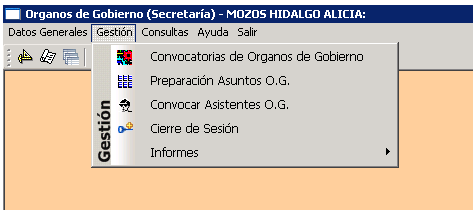 Organos de Gobierno (Secretaría) - MOZOS HIDALGO ALICIA:
Datos Generales Gestión Consultas Ayuda Salir
Convocatorias de Organos de Gobierno
Preparación Asuntos O.G.
Convocar Asistentes O.G.
Cierre de Sesión
Informes
Gestión